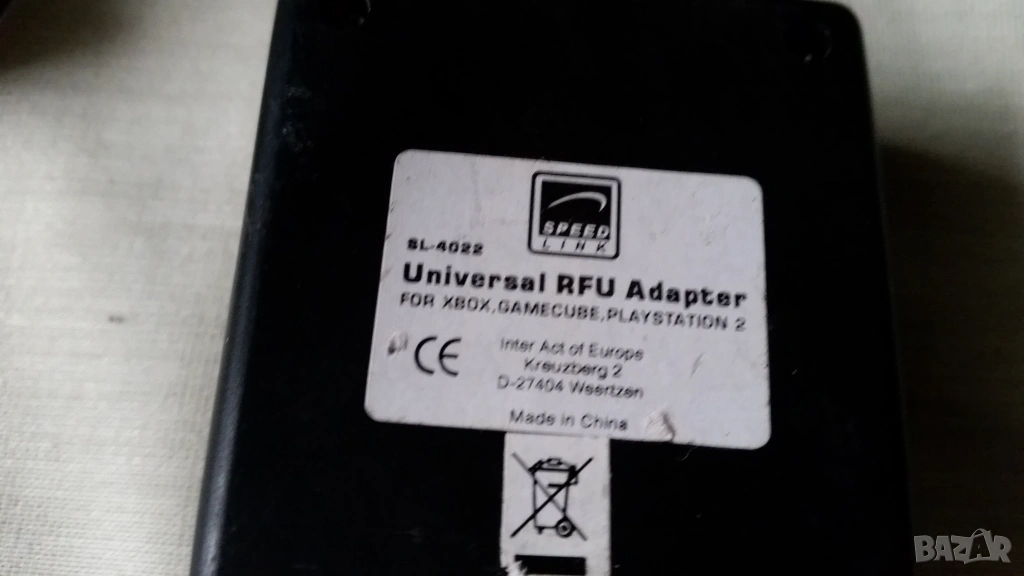 SPEED
LINK
SL-4022
Universal RFU Adapter
FOR XBOX,GAMECUBE,PLAYSTATION 2
CE
Inter Act of Europe
Kreuzberg 2
D-27404 Weertzen
Made in China
BAZAR